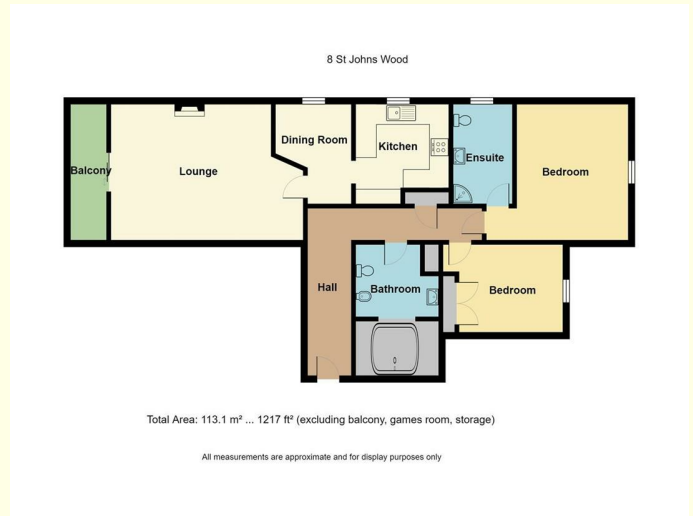 8 St Johns Wood
Dining Room
Kitchen
Balcony
Lounge
Ensuite
Bedroom
Hall
Bathroom
Bedroom
Total Area: 113.1 m² ... 1217 ft² (excluding balcony, games room, storage)
All measurements are approximate and for display purposes only